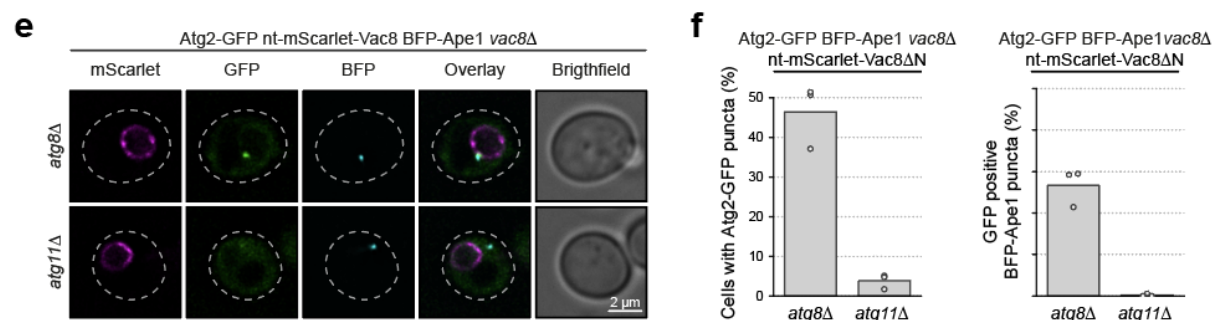 e
Atg2-GFP nt-mScarlet-Vac8 BFP-Ape1 vac8Δ
mScarlet GFP BFP Overlay Brigthfield
atg8Δ
atg11Δ
2 µm
f
Atg2-GFP BFP-Ape1 vac8Δ
nt-mScarlet-Vac8ΔN
Cells with Atg2-GFP puncta (%)
50
40
30
20
10
0
atg8Δ atg11Δ
Atg2-GFP BFP-Ape1vac8Δ
nt-mScarlet-Vac8ΔN
GFP positive
BFP-Ape1 puncta (%)
atg8Δ atg11Δ